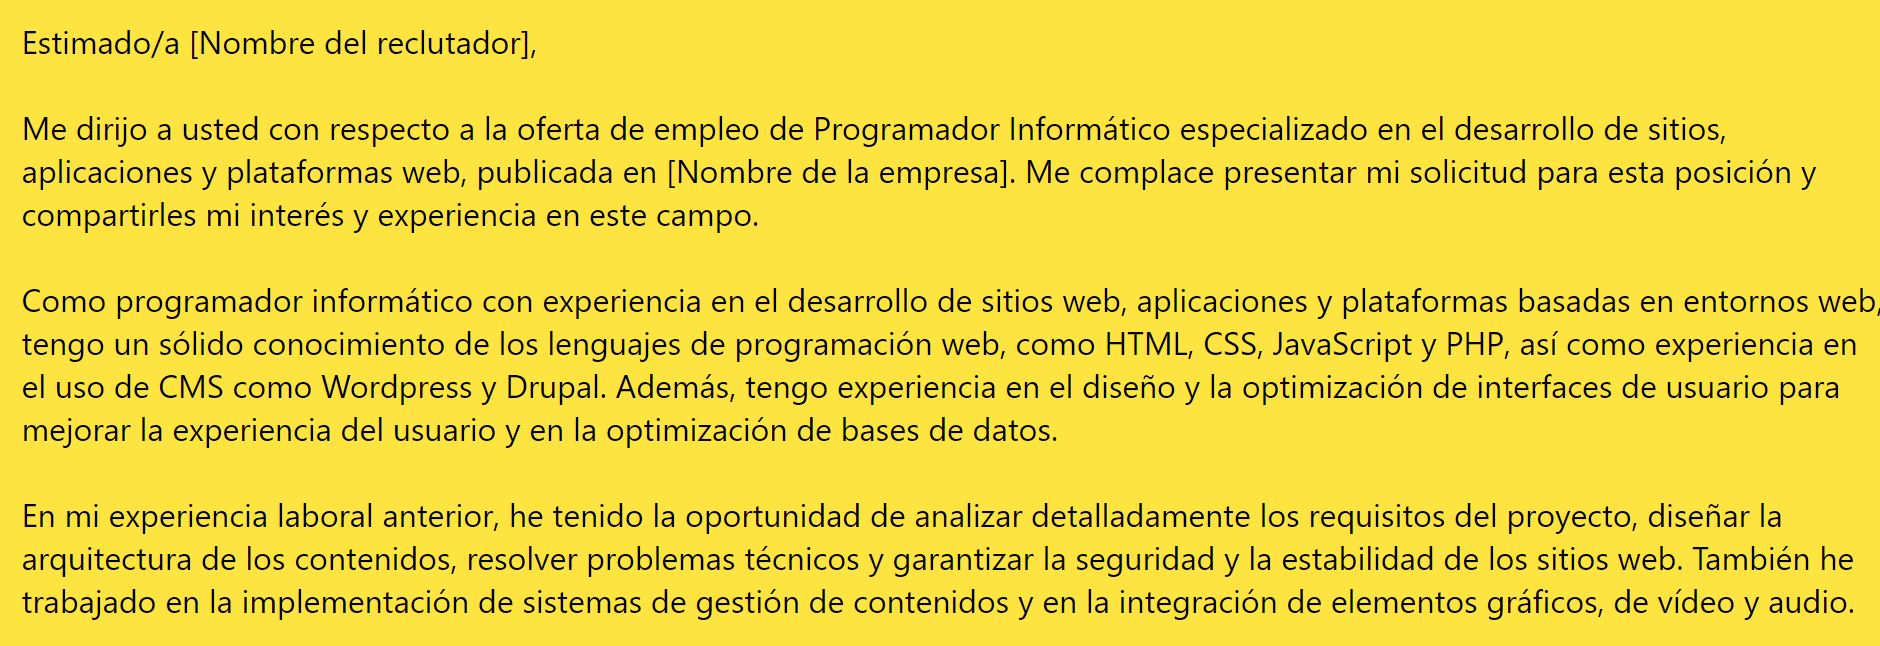 Estimado/a [Nombre del reclutador],
Me dirijo a usted con respecto a la oferta de empleo de Programador Informático especializado en el desarrollo de sitios,
aplicaciones y plataformas web, publicada en [Nombre de la empresa]. Me complace presentar mi solicitud para esta posición y
compartirles mi interés y experiencia en este campo.
Como programador informático con experiencia en el desarrollo de sitios web, aplicaciones y plataformas basadas en entornos web,
tengo un sólido conocimiento de los lenguajes de programación web, como HTML, CSS, JavaScript y PHP, así como experiencia en
el uso de CMS como Wordpress y Drupal. Además, tengo experiencia en el diseño y la optimización de interfaces de usuario para
mejorar la experiencia del usuario y en la optimización de bases de datos.
En mi experiencia laboral anterior, he tenido la oportunidad de analizar detalladamente los requisitos del proyecto, diseñar la
arquitectura de los contenidos, resolver problemas técnicos y garantizar la seguridad y la estabilidad de los sitios web. También he
trabajado en la implementación de sistemas de gestión de contenidos y en la integración de elementos gráficos, de vídeo y audio.